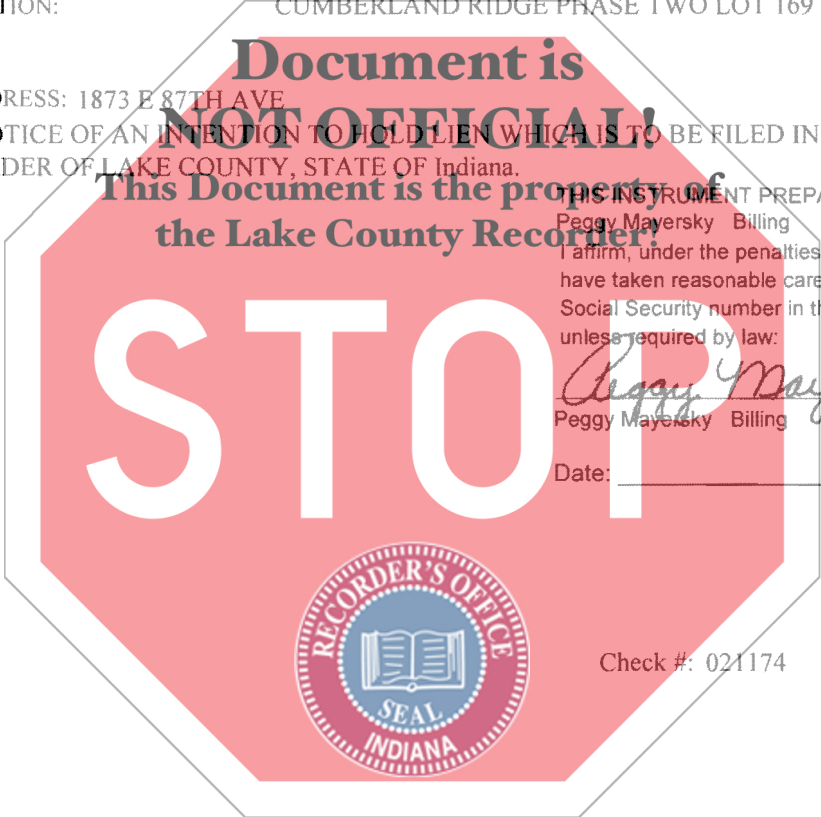 TION: CUMBERLAND RIDGE PHASE TWO LOT 169
Document is
RESS: 1873 E 87TH AVE
NOT OFFICIAL!
TICE OF AN INTENTION TO HOLD LIEN WHICH IS TO BE FILED IN
DER OF LAKE COUNTY, STATE OF Indiana.
This Document is the property of
the Lake County Recorder!
THIS INSTRUMENT PREPA
Peggy Mayersky Billing
I affirm, under the penalties
have taken reasonable care
Social Security number in th
unless required by law:
Peggy May
Peggy Mayersky Billing
Date:
STOP
RECORDER'S OFFICE
SEAL
INDIANA
Check #: 021174